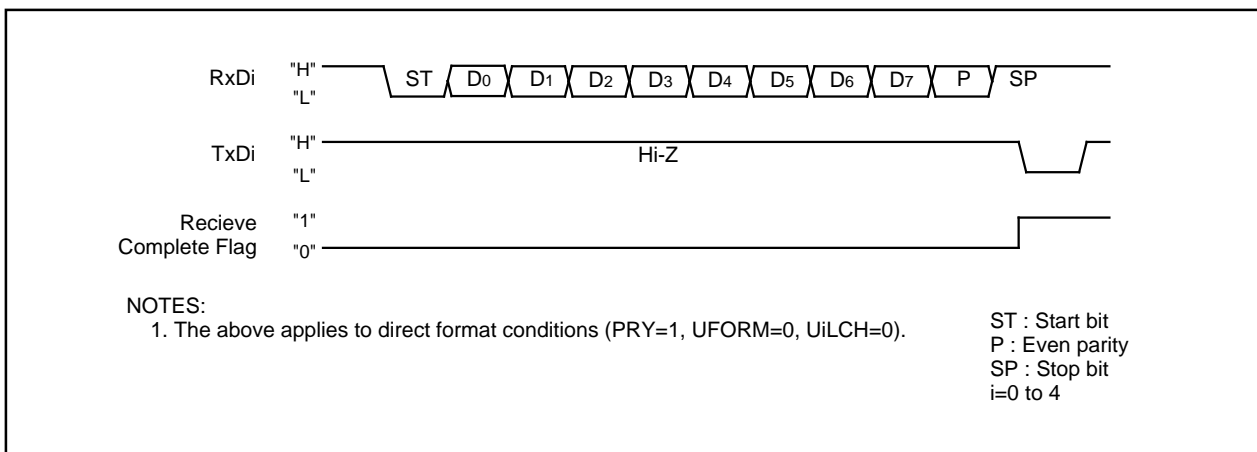 RxDi "H" "L" ST D0 D1 D2 D3 D4 D5 D6 D7 P SP
TxDi "H" "L" Hi-Z
Recieve "1"
Complete Flag "0"
NOTES:
1. The above applies to direct format conditions (PRY=1, UFORM=0, UiLCH=0).
ST : Start bit
P : Even parity
SP : Stop bit
i=0 to 4